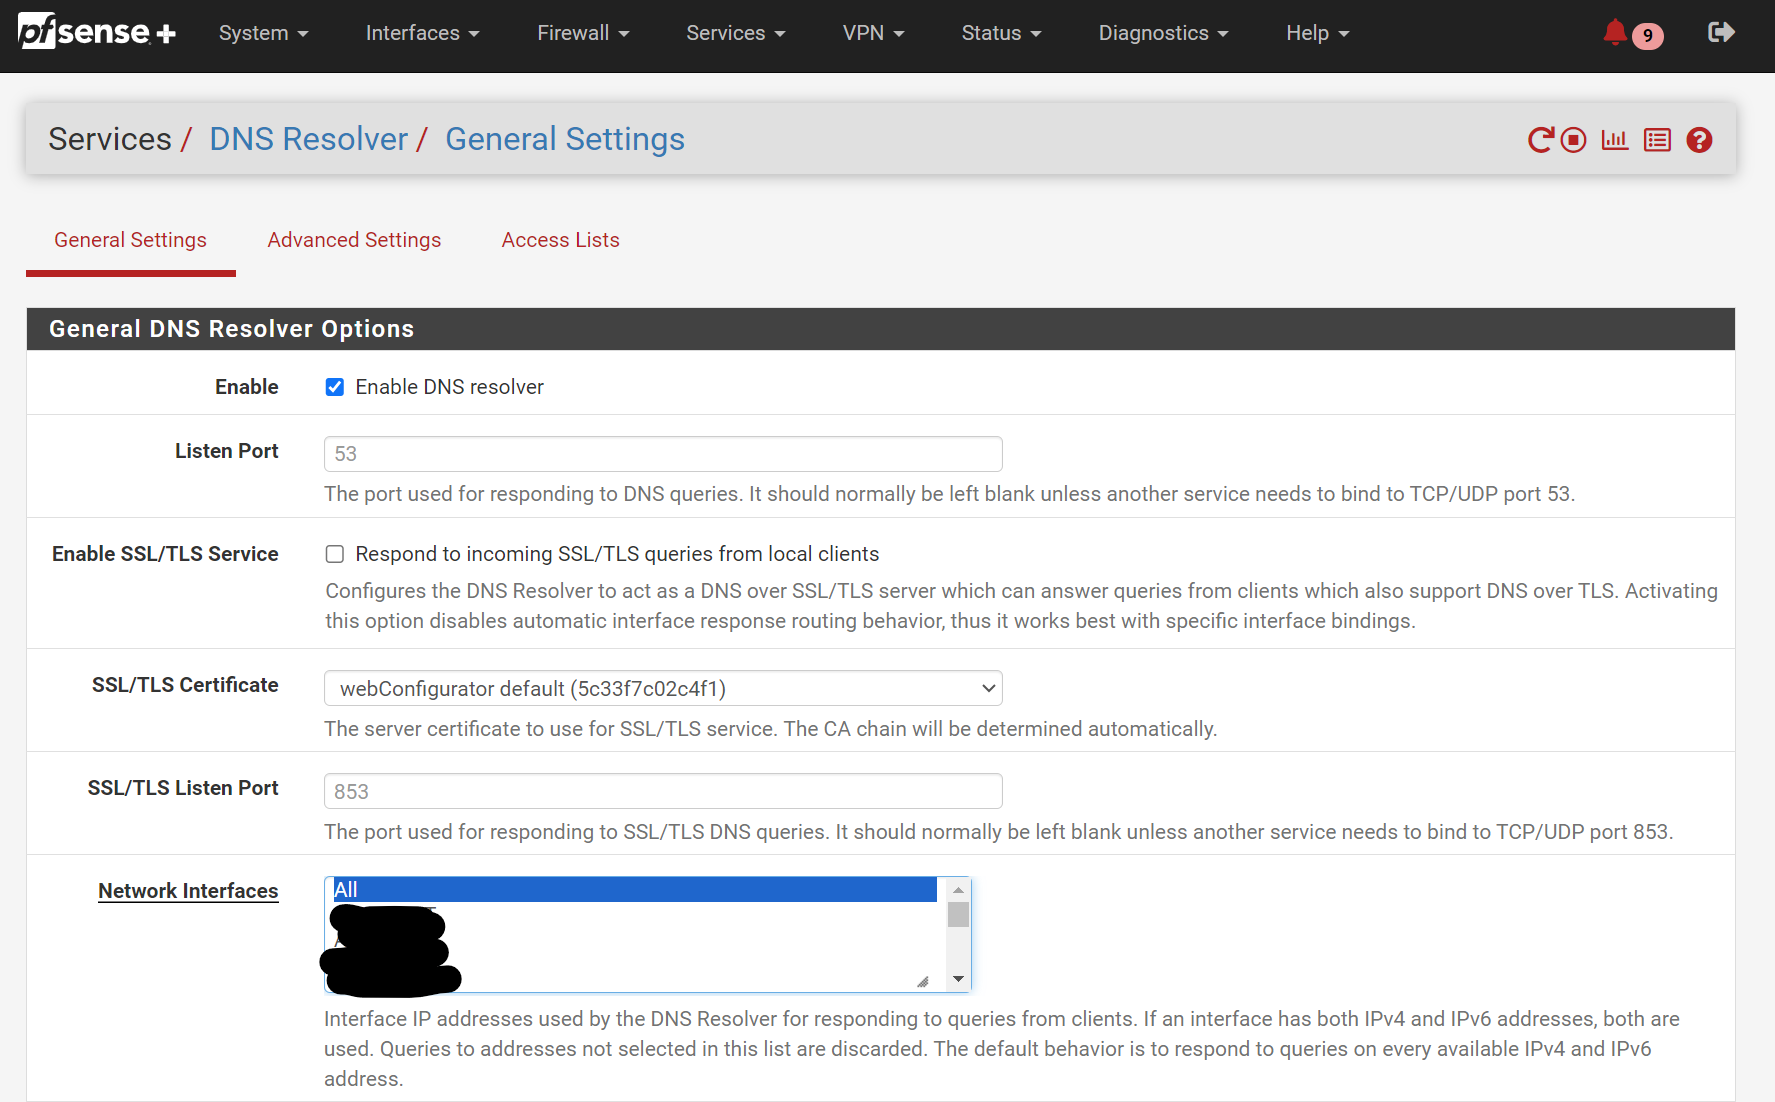 pfsense+ System Interfaces Firewall Services VPN Status Diagnostics Help 9
Services / DNS Resolver / General Settings
General Settings Advanced Settings Access Lists
General DNS Resolver Options
Enable Enable DNS resolver
Listen Port 53
The port used for responding to DNS queries. It should normally be left blank unless another service needs to bind to TCP/UDP port 53.
Enable SSL/TLS Service Respond to incoming SSL/TLS queries from local clients
Configures the DNS Resolver to act as a DNS over SSL/TLS server which can answer queries from clients which also support DNS over TLS. Activating
this option disables automatic interface response routing behavior, thus it works best with specific interface bindings.
SSL/TLS Certificate webConfigurator default (5c33f7c02c4f1)
The server certificate to use for SSL/TLS service. The CA chain will be determined automatically.
SSL/TLS Listen Port 853
The port used for responding to SSL/TLS DNS queries. It should normally be left blank unless another service needs to bind to TCP/UDP port 853.
Network Interfaces All
Interface IP addresses used by the DNS Resolver for responding to queries from clients. If an interface has both IPv4 and IPv6 addresses, both are
used. Queries to addresses not selected in this list are discarded. The default behavior is to respond to queries on every available IPv4 and IPv6
address.